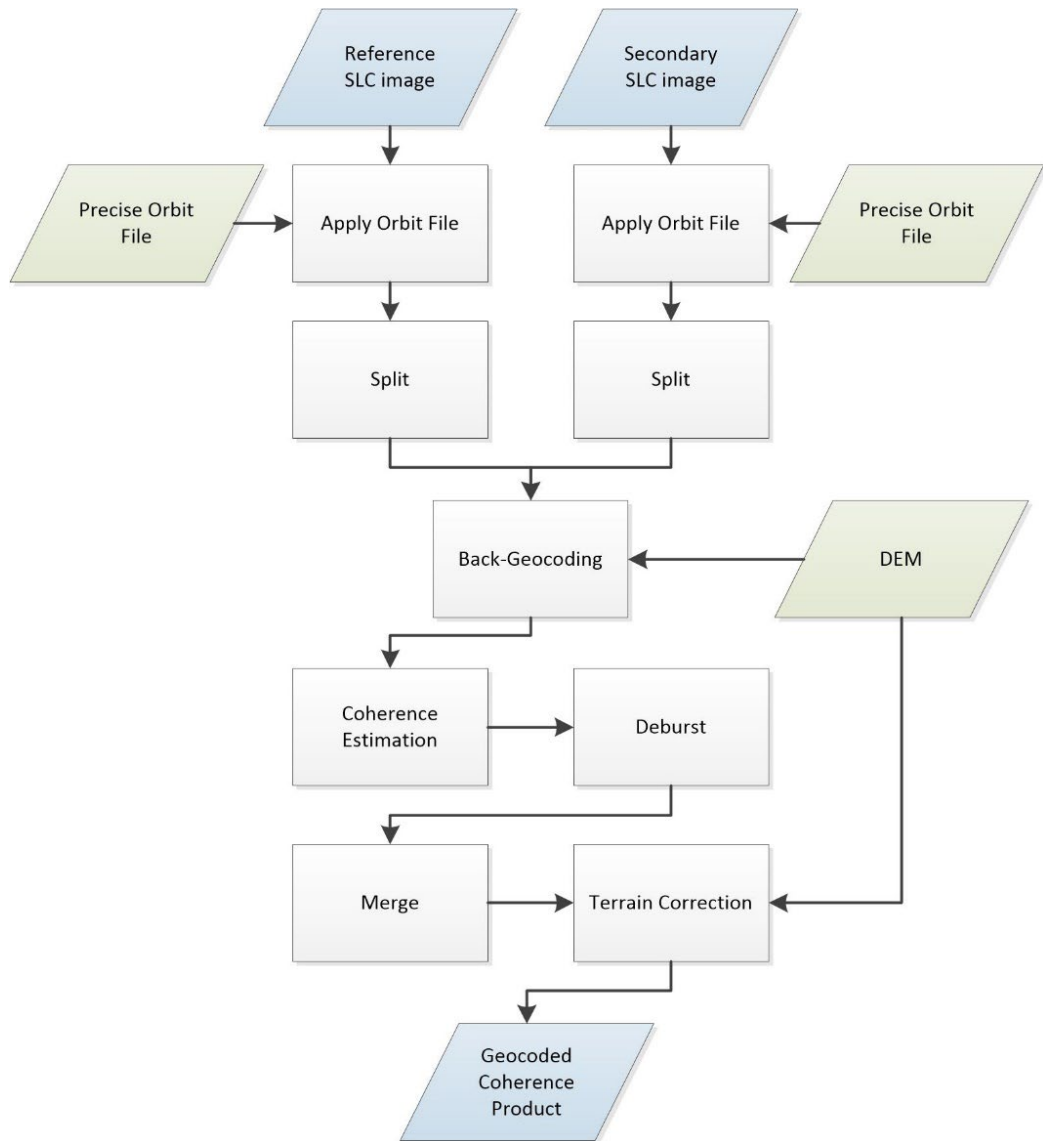 Reference
SLC image
Secondary
SLC image
Precise Orbit
File
Apply Orbit File
Apply Orbit File
Precise Orbit
File
Split
Split
Back-Geocoding
DEM
Coherence
Estimation
Deburst
Merge
Terrain Correction
Geocoded
Coherence
Product